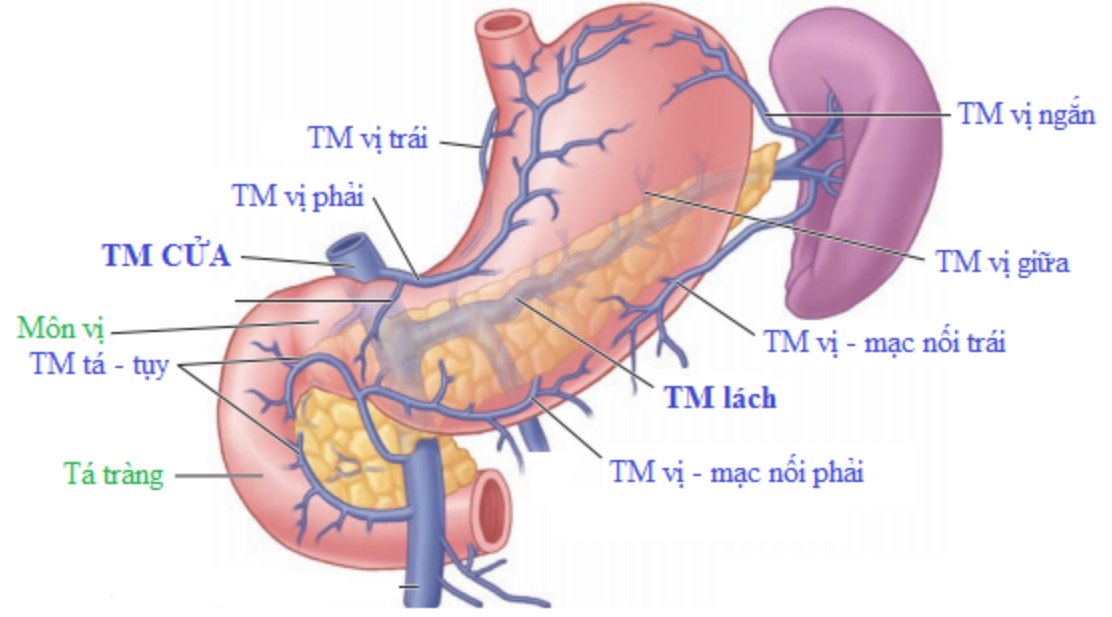 TM vị ngắn
TM vị trái
TM vị phải
TM CỬA
TM vị giữa
Môn vị
TM vị - mạc nối trái
TM tá - tụy
TM lách
Tá tràng
TM vị - mạc nối phải